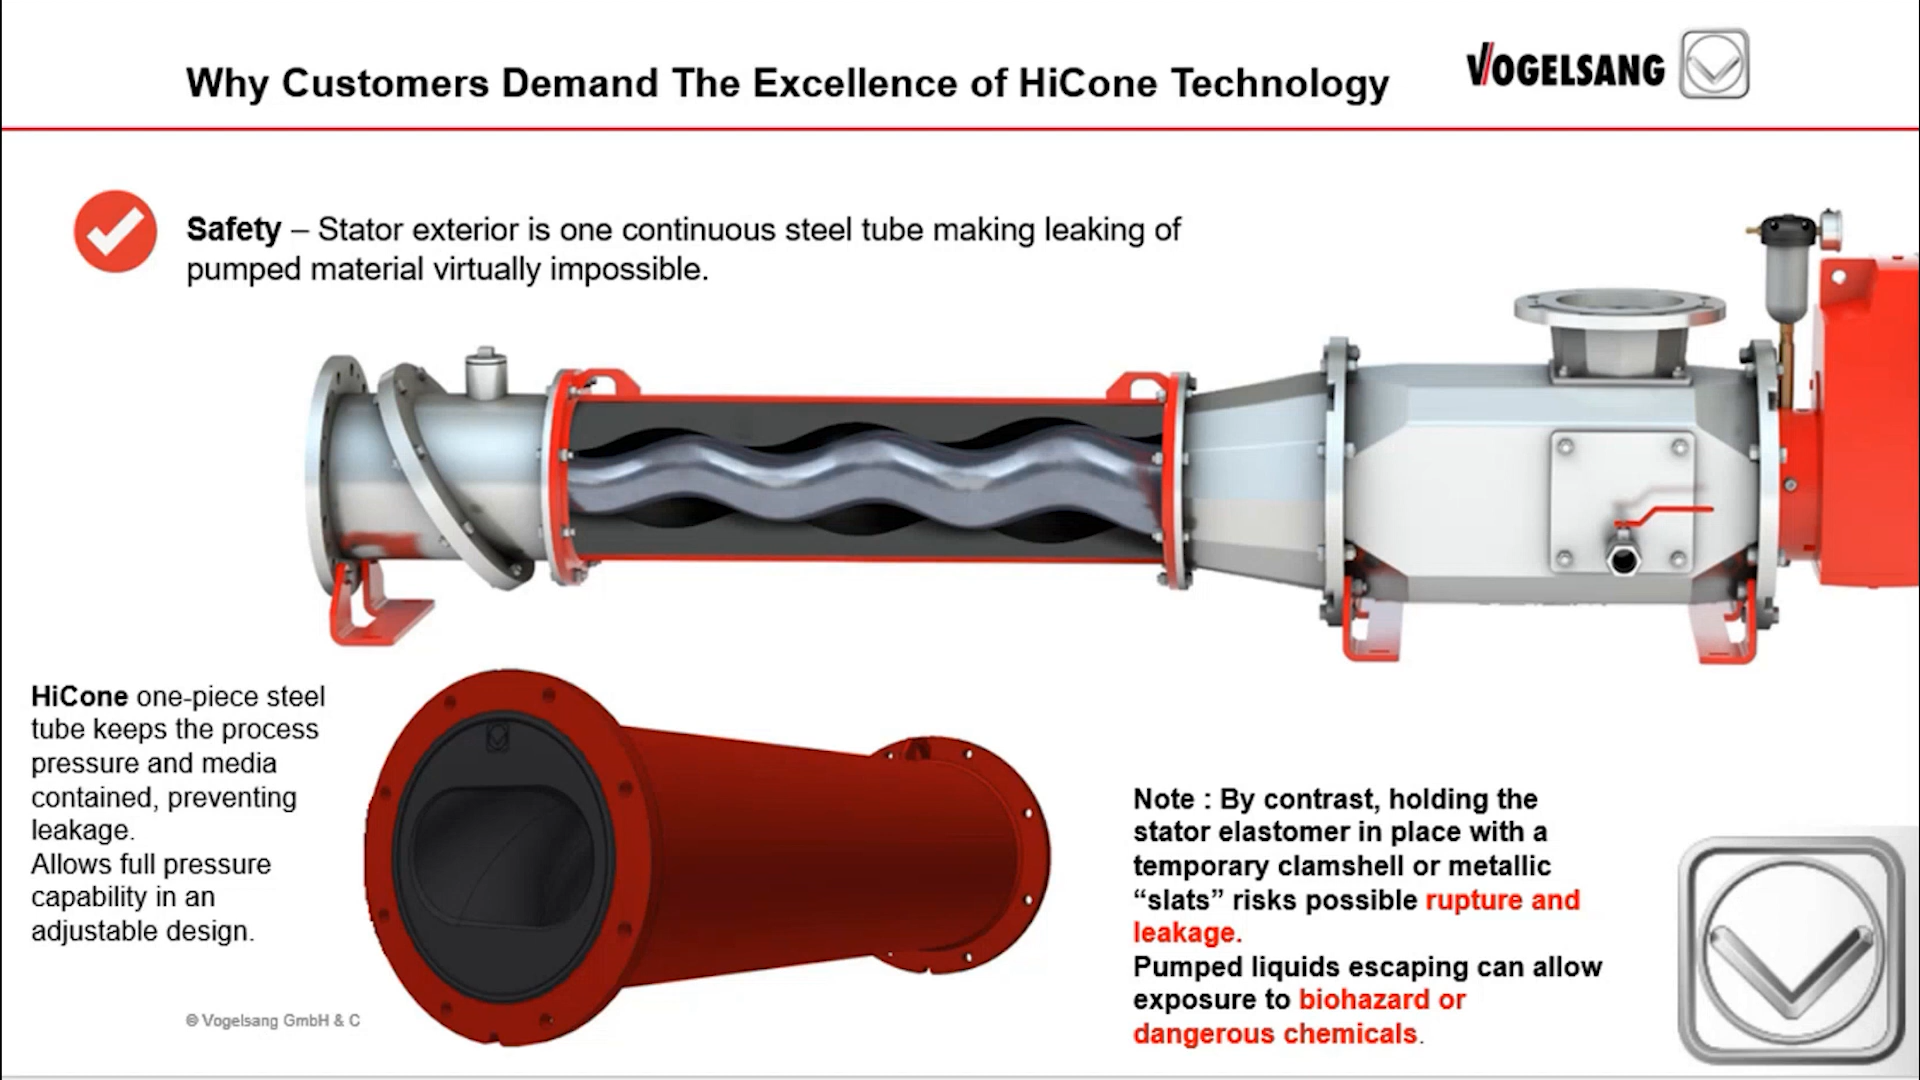 Why Customers Demand The Excellence of HiCone Technology
VOGELSANG
Safety – Stator exterior is one continuous steel tube making leaking of
pumped material virtually impossible.
HiCone one-piece steel
tube keeps the process
pressure and media
contained, preventing
leakage.
Allows full pressure
capability in an
adjustable design.
Note : By contrast, holding the
stator elastomer in place with a
temporary clamshell or metallic
“slats” risks possible rupture and
leakage.
Pumped liquids escaping can allow
exposure to biohazard or
dangerous chemicals.
© Vogelsang GmbH & C